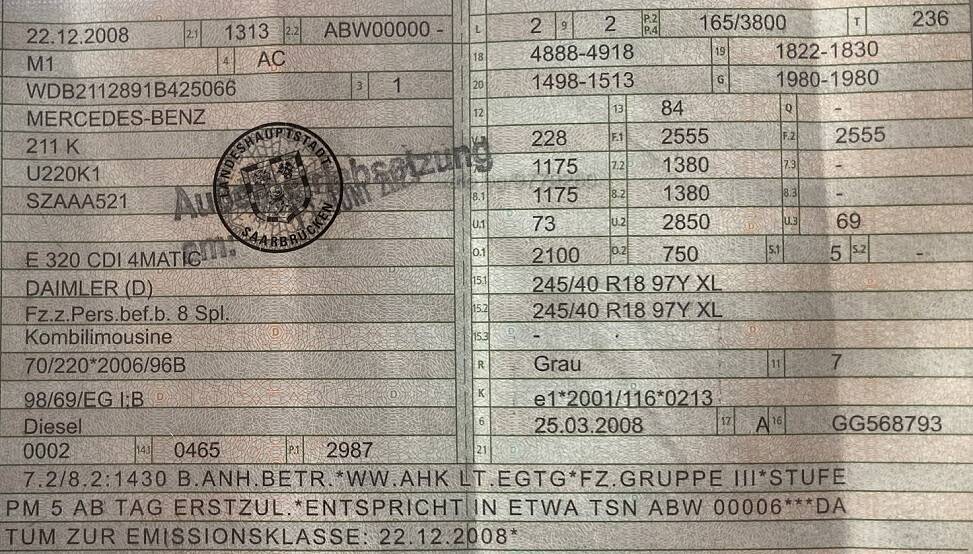 22.12.2008 2.1 1313 2.2 ABW00000 - L 2 9 2 P.2 P.4 165/3800 T 236
M1 4 AC 18 4888-4918 19 1822-1830
WDB2112891B425066 3 1 20 1498-1513 G 1980-1980
MERCEDES-BENZ 12 13 84 Q -
211 K 228 F.1 2555 F.2 2555
U220K1 1175 7.2 1380 7.3 -
SZAAA521 8.1 1175 8.2 1380 8.3 -
U.1 73 U.2 2850 U.3 69
E 320 CDI 4MATIC O.1 2100 O.2 750 S.1 5 S.2 -
DAIMLER (D) 15.1 245/40 R18 97Y XL
Fz.z.Pers.bef.b. 8 Spl. 15.2 245/40 R18 97Y XL
Kombilimousine 15.3 -
70/220*2006/96B R Grau 11 7
98/69/EG I;B K e1*2001/116*0213
Diesel 6 25.03.2008 17 A 16 GG568793
0002 14.1 0465 P.1 2987 21
7.2/8.2:1430 B.ANH.BETR.*WW.AHK LT.EGTG*FZ.GRUPPE III*STUFE
PM 5 AB TAG ERSTZUL.*ENTSPRICHT IN ETWA TSN ABW 00006***DA
TUM ZUR EMISSIONSKLASSE: 22.12.2008*
LANDESHAUPTSTADT
SAARBRÜCKEN